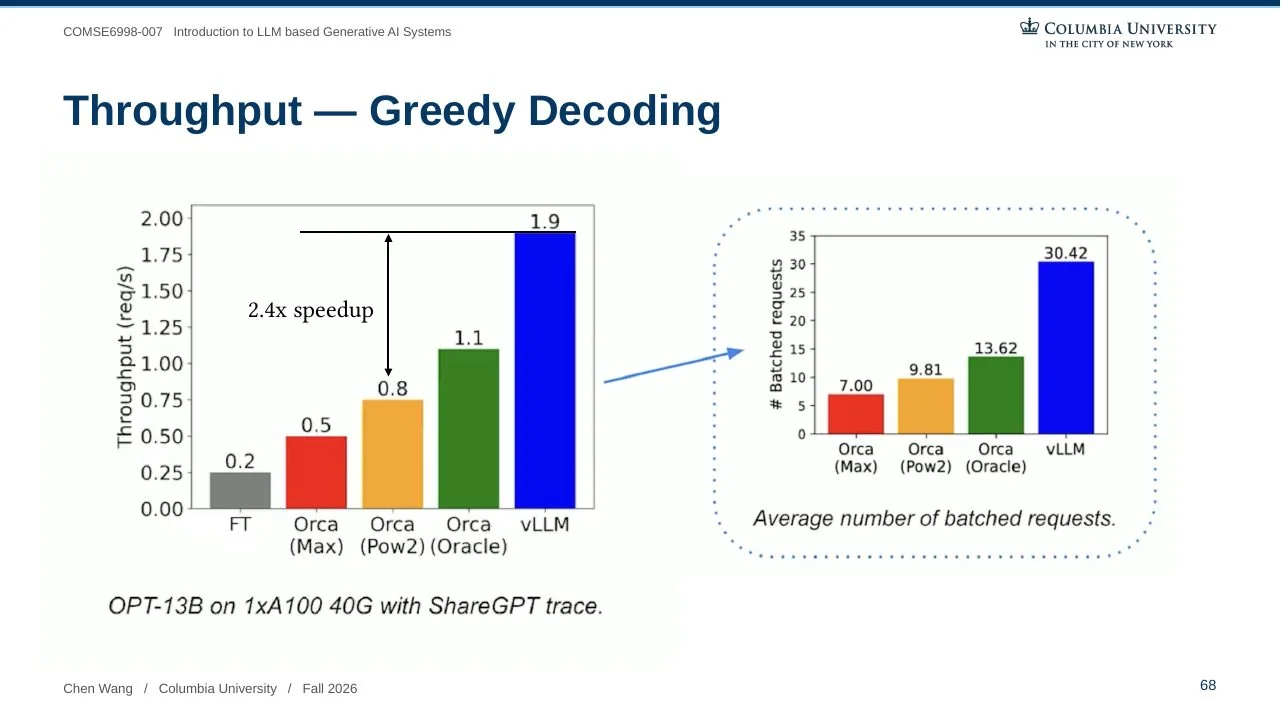 COMSE6998-007 Introduction to LLM based Generative AI Systems
COLUMBIA UNIVERSITY
IN THE CITY OF NEW YORK
Throughput — Greedy Decoding
Throughput (req/s)
2.00
1.75
1.50
1.25
1.00
0.75
0.50
0.25
0.00
0.2
0.5
0.8
1.1
1.9
2.4x speedup
FT
Orca (Max)
Orca (Pow2)
Orca (Oracle)
vLLM
OPT-13B on 1xA100 40G with ShareGPT trace.
# Batched requests
35
30
25
20
15
10
5
0
7.00
9.81
13.62
30.42
Orca (Max)
Orca (Pow2)
Orca (Oracle)
vLLM
Average number of batched requests.
Chen Wang / Columbia University / Fall 2026
68